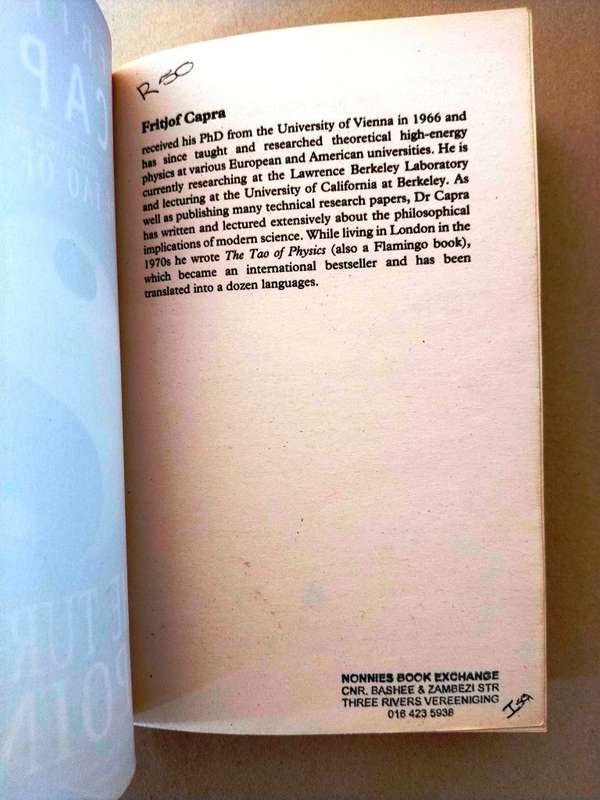 R 50
Fritjof Capra
received his PhD from the University of Vienna in 1966 and
has since taught and researched theoretical high-energy
physics at various European and American universities. He is
currently researching at the Lawrence Berkeley Laboratory
and lecturing at the University of California at Berkeley. As
well as publishing many technical research papers, Dr Capra
has written and lectured extensively about the philosophical
implications of modern science. While living in London in the
1970s he wrote The Tao of Physics (also a Flamingo book),
which became an international bestseller and has been
translated into a dozen languages.
NONNIES BOOK EXCHANGE
CNR. BASHEE & ZAMBEZI STR
THREE RIVERS VEREENIGING
016 423 5938